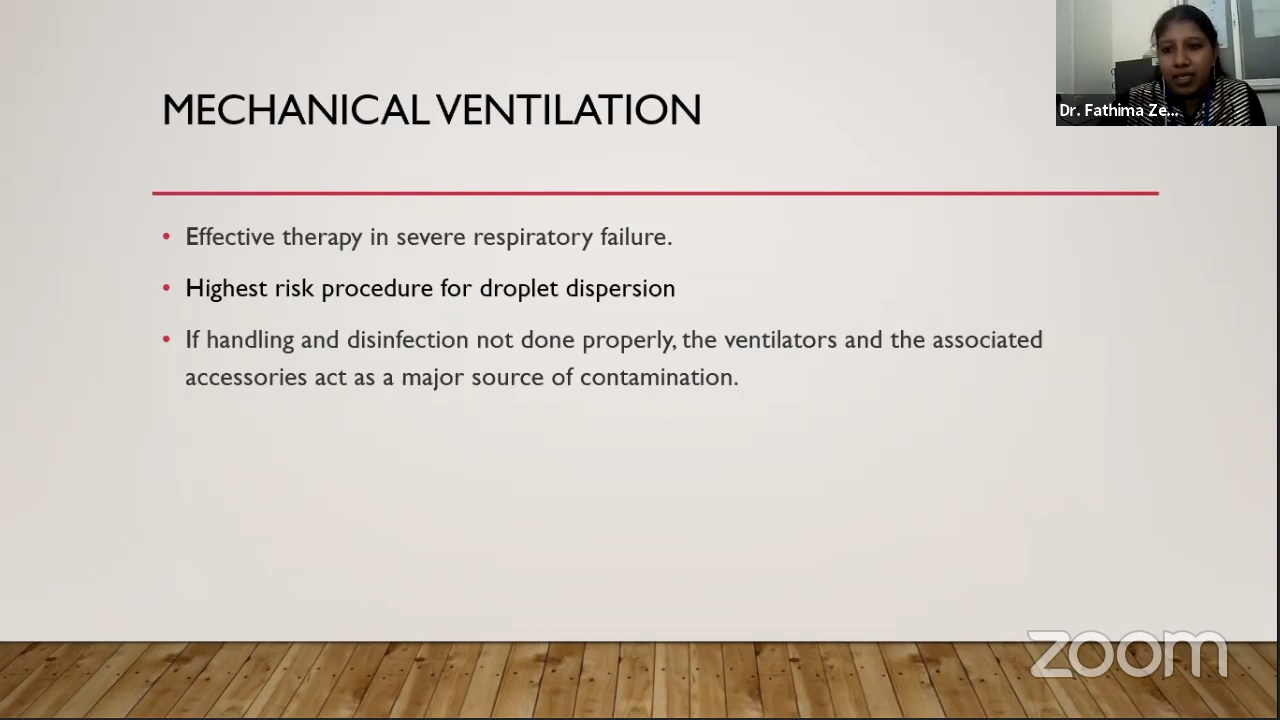 MECHANICAL VENTILATION
Dr. Fathima Ze...
• Effective therapy in severe respiratory failure.
• Highest risk procedure for droplet dispersion
• If handling and disinfection not done properly, the ventilators and the associated
accessories act as a major source of contamination.
zoom